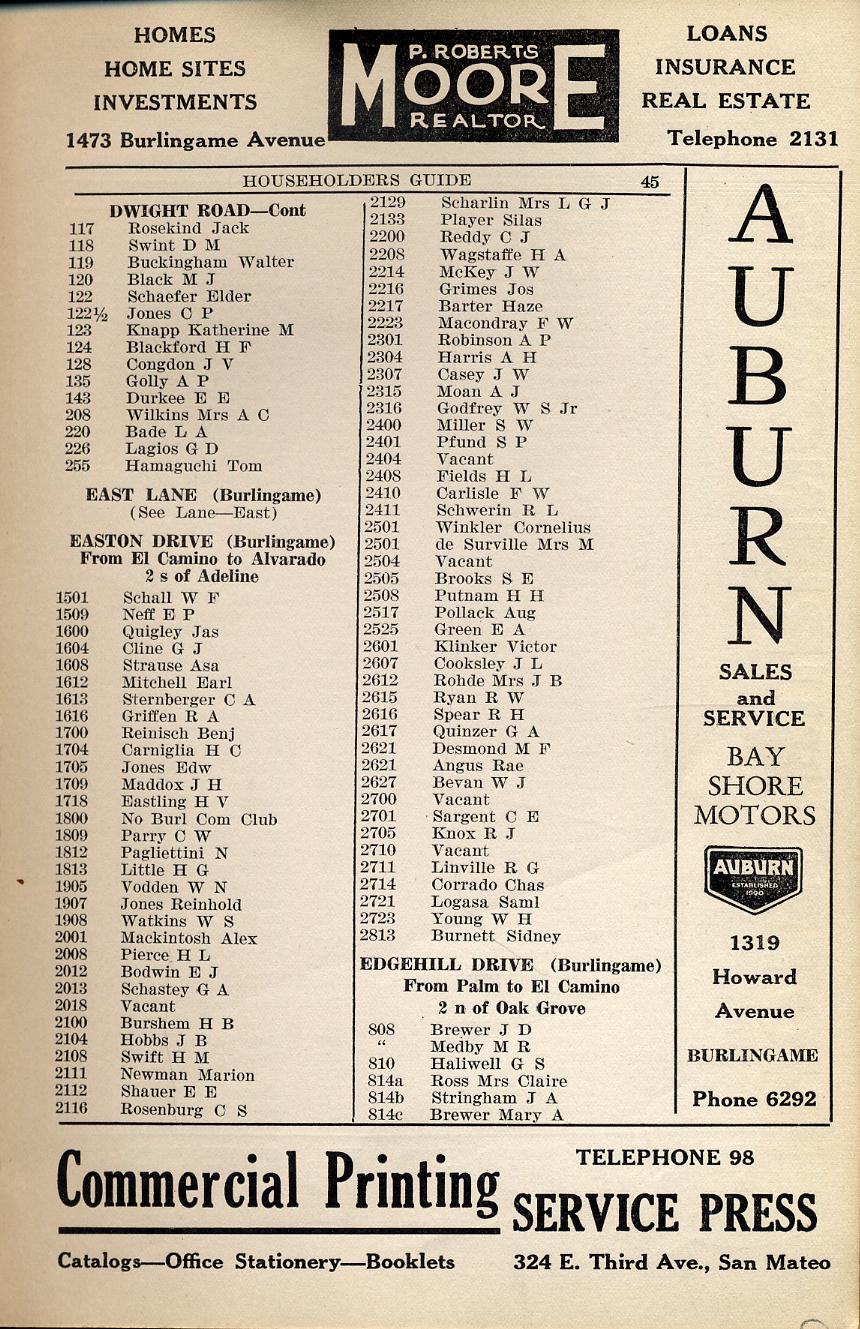 HOMES
HOME SITES
INVESTMENTS
1473 Burlingame Avenue
P. ROBERTS
MOORE
REALTOR
LOANS
INSURANCE
REAL ESTATE
Telephone 2131
HOUSEHOLDERS GUIDE 45
DWIGHT ROAD—Cont
117 Rosekind Jack
118 Swint D M
119 Buckingham Walter
120 Black M J
122 Schaefer Elder
122½ Jones C P
123 Knapp Katherine M
124 Blackford H F
128 Congdon J V
135 Golly A P
143 Durkee E E
208 Wilkins Mrs A C
220 Bade L A
226 Lagios G D
255 Hamaguchi Tom
EAST LANE (Burlingame)
(See Lane—East)
EASTON DRIVE (Burlingame)
From El Camino to Alvarado
2 s of Adeline
1501 Schall W F
1509 Neff E P
1600 Quigley Jas
1604 Cline G J
1608 Strause Asa
1612 Mitchell Earl
1613 Sternberger C A
1616 Griffen R A
1700 Reinisch Benj
1704 Carniglia H C
1705 Jones Edw
1709 Maddox J H
1718 Eastling H V
1800 No Burl Com Club
1809 Parry C W
1812 Pagliettini N
1813 Little H G
1905 Vodden W N
1907 Jones Reinhold
1908 Watkins W S
2001 Mackintosh Alex
2008 Pierce H L
2012 Bodwin E J
2013 Schastey G A
2018 Vacant
2100 Burshem H B
2104 Hobbs J B
2108 Swift H M
2111 Newman Marion
2112 Shauer E E
2116 Rosenburg C S
2129 Scharlin Mrs L G J
2133 Player Silas
2200 Reddy C J
2208 Wagstaffe H A
2214 McKey J W
2216 Grimes Jos
2217 Barter Haze
2223 Macondray F W
2301 Robinson A P
2304 Harris A H
2307 Casey J W
2315 Moan A J
2316 Godfrey W S Jr
2400 Miller S W
2401 Pfund S P
2404 Vacant
2408 Fields H L
2410 Carlisle F W
2411 Schwerin R L
2501 Winkler Cornelius
2501 de Surville Mrs M
2504 Vacant
2505 Brooks S E
2508 Putnam H H
2517 Pollack Aug
2525 Green E A
2601 Klinker Victor
2607 Cooksley J L
2612 Rohde Mrs J B
2615 Ryan R W
2616 Spear R H
2617 Quinzer G A
2621 Desmond M F
2621 Angus Rae
2627 Bevan W J
2700 Vacant
2701 Sargent C E
2705 Knox R J
2710 Vacant
2711 Linville R G
2714 Corrado Chas
2721 Logasa Saml
2723 Young W H
2813 Burnett Sidney
EDGEHILL DRIVE (Burlingame)
From Palm to El Camino
2 n of Oak Grove
808 Brewer J D
“ Medby M R
810 Haliwell G S
814a Ross Mrs Claire
814b Stringham J A
814c Brewer Mary A
AUBURN
SALES
and
SERVICE
BAY
SHORE
MOTORS
AUBURN
ESTABLISHED
1900
1319
Howard
Avenue
BURLINGAME
Phone 6292
Commercial Printing
Catalogs—Office Stationery—Booklets
TELEPHONE 98
SERVICE PRESS
324 E. Third Ave., San Mateo